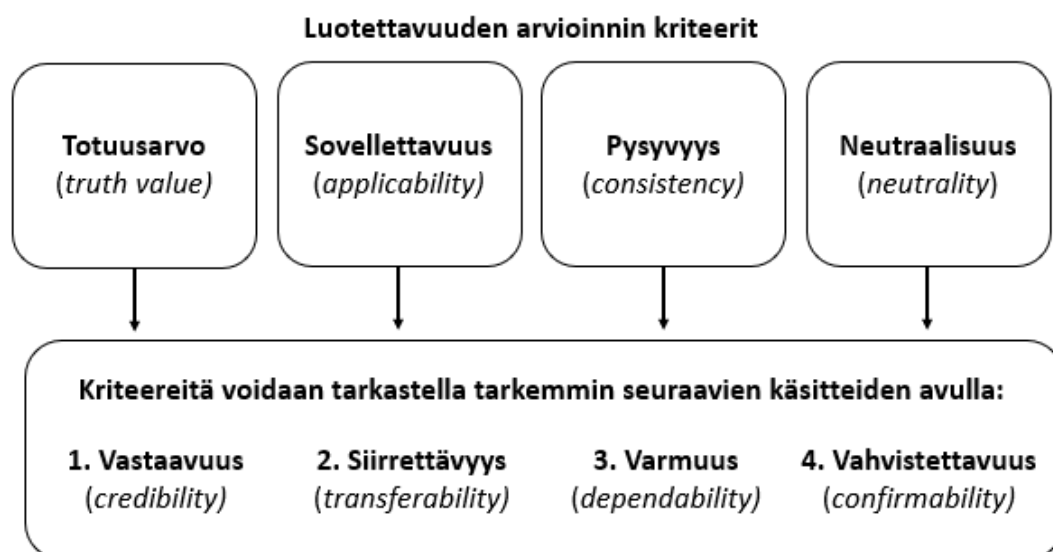 Luotettavuuden arvioinnin kriteerit
Totuusarvo
(truth value)
Sovellettavuus
(applicability)
Pysyvyys
(consistency)
Neutraalisuus
(neutrality)
Kriteereitä voidaan tarkastella tarkemmin seuraavien käsitteiden avulla:
1. Vastaavuus
(credibility)
2. Siirrettävyys
(transferability)
3. Varmuus
(dependability)
4. Vahvistettavuus
(confirmability)